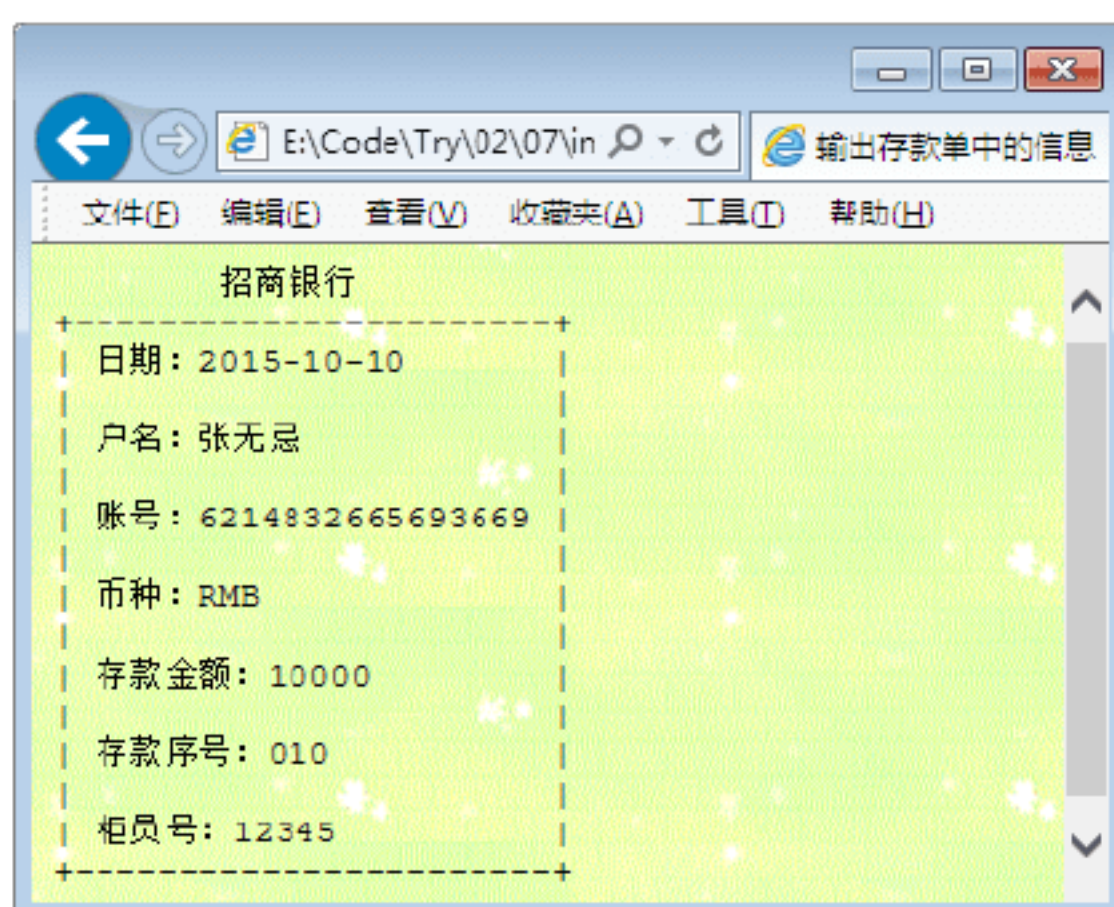 E:\Code\Try\02\07\in
输出存款单中的信息
文件(F) 编辑(E) 查看(V) 收藏夹(A) 工具(T) 帮助(H)
招商银行
+-----------------------+
| 日期：2015-10-10 |
| 户名：张无忌 |
| 账号：6214832665693669 |
| 币种：RMB |
| 存款金额：10000 |
| 存款序号：010 |
| 柜员号：12345 |
+-----------------------+